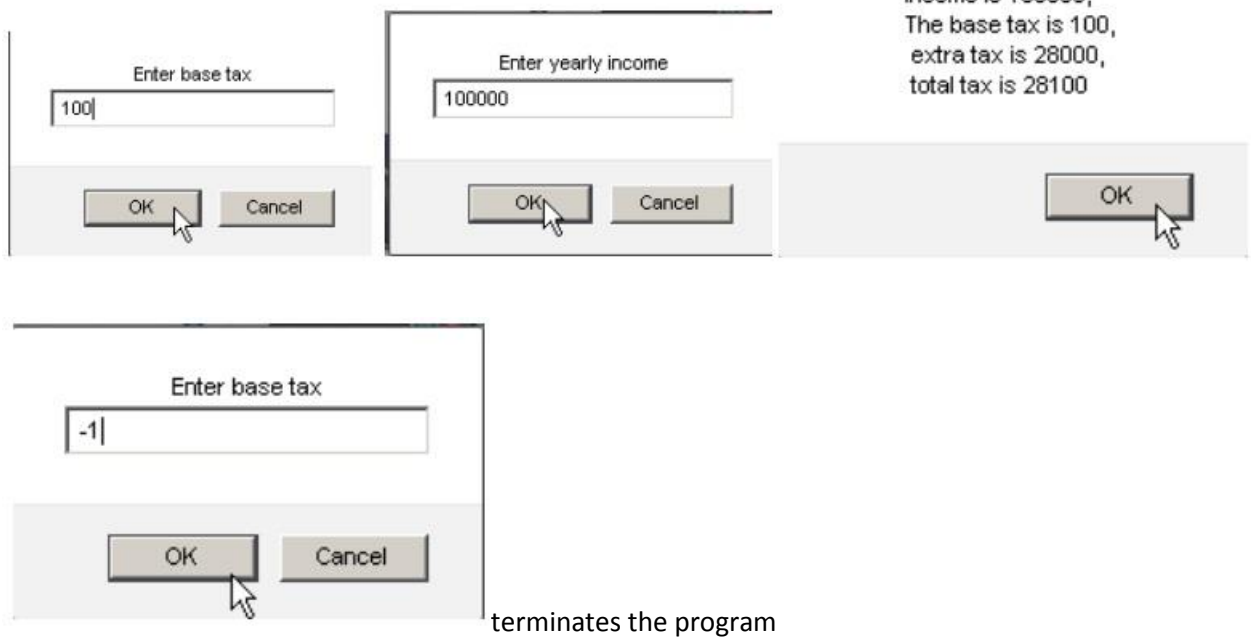 Enter base tax
100
OK
Cancel
Enter yearly income
100000
OK
Cancel
The base tax is 100,
extra tax is 28000,
total tax is 28100
OK
Enter base tax
-1
OK
Cancel
terminates the program